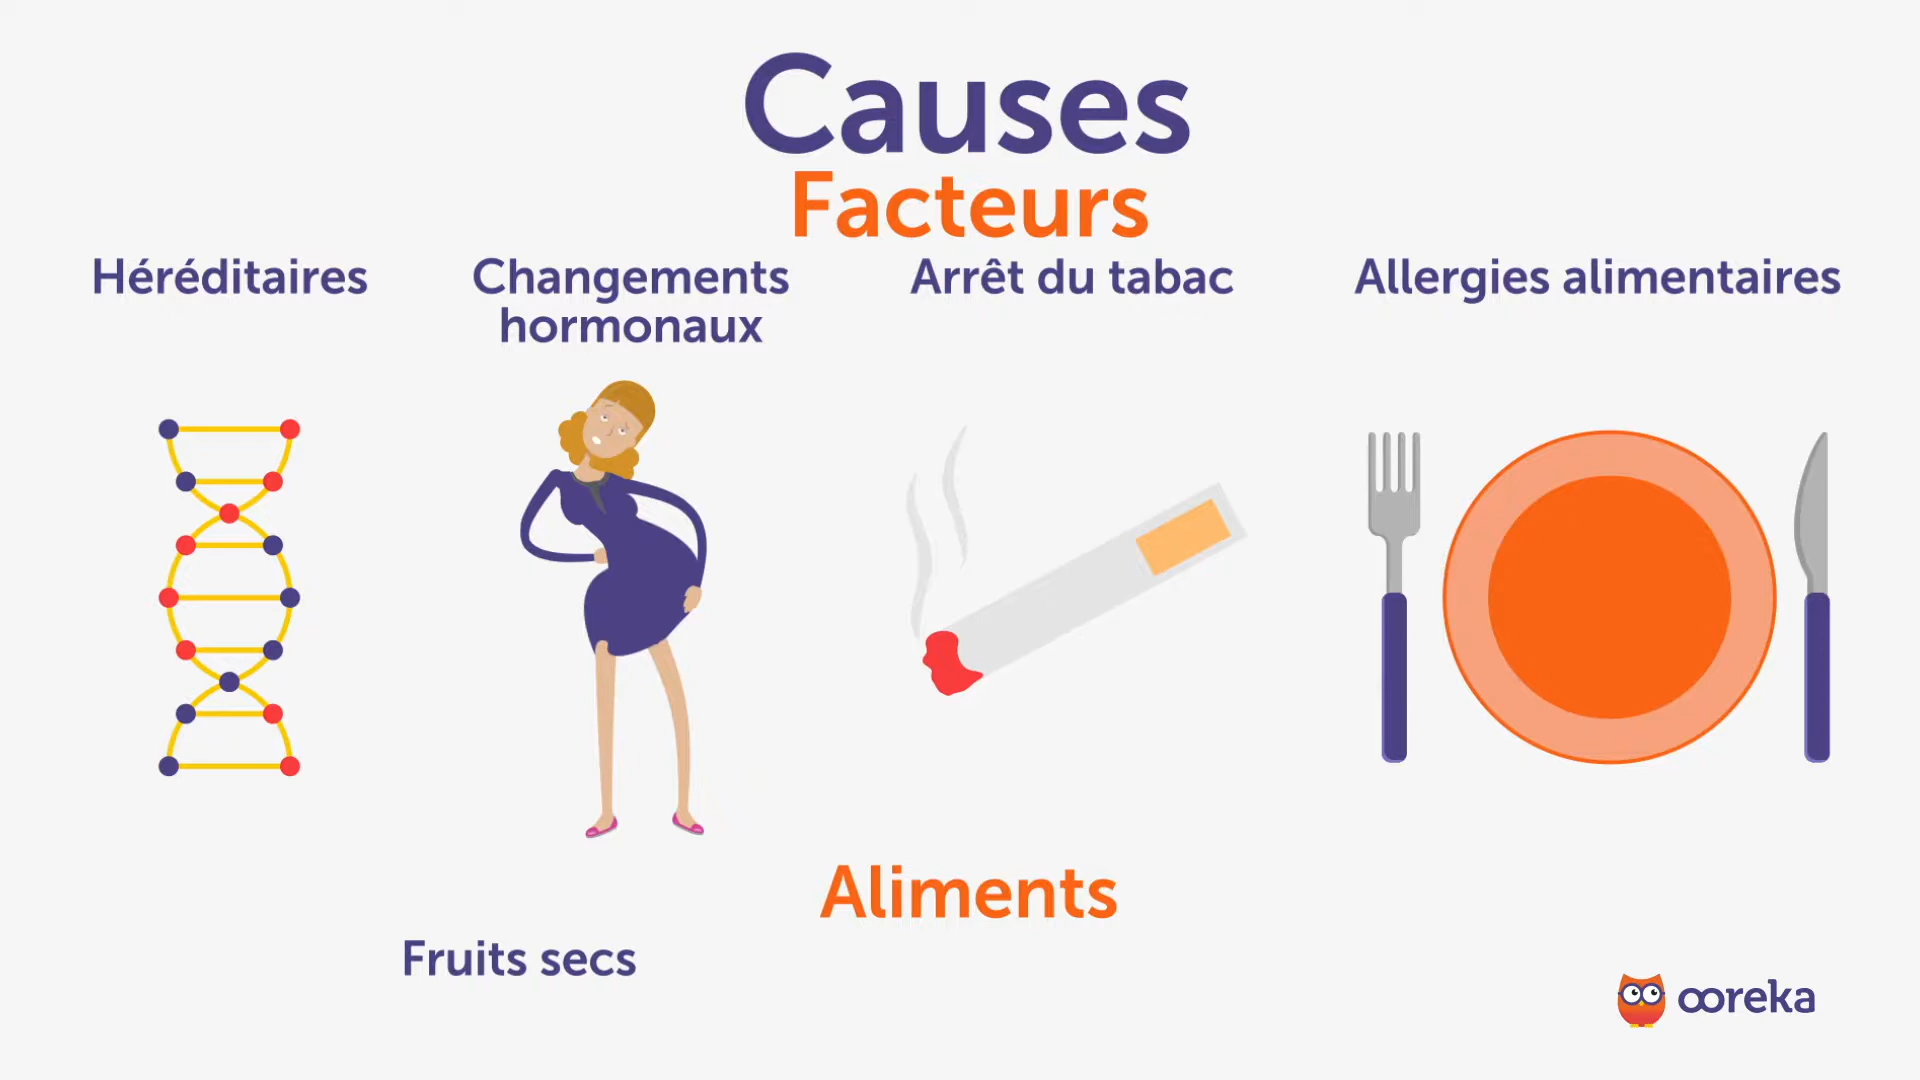 Causes
Facteurs
Héréditaires
Changements
hormonaux
Arrêt du tabac
Allergies alimentaires
Aliments
Fruits secs
ooreka